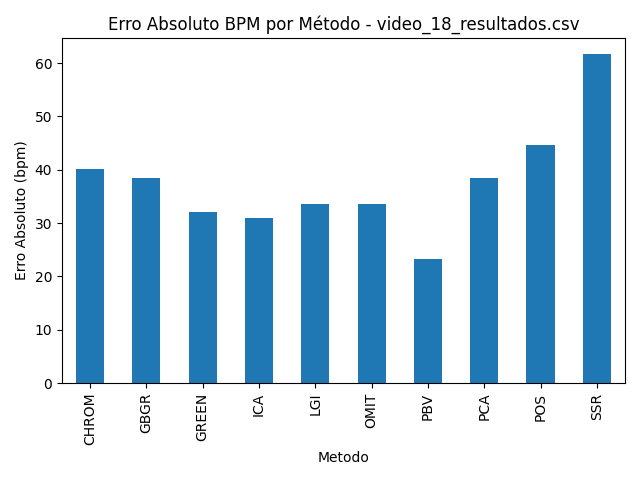 Erro Absoluto BPM por Método - video_18_resultados.csv
Erro Absoluto (bpm)
60
50
40
30
20
10
0
CHROM
GBGR
GREEN
ICA
LGI
OMIT
PBV
PCA
POS
SSR
Metodo